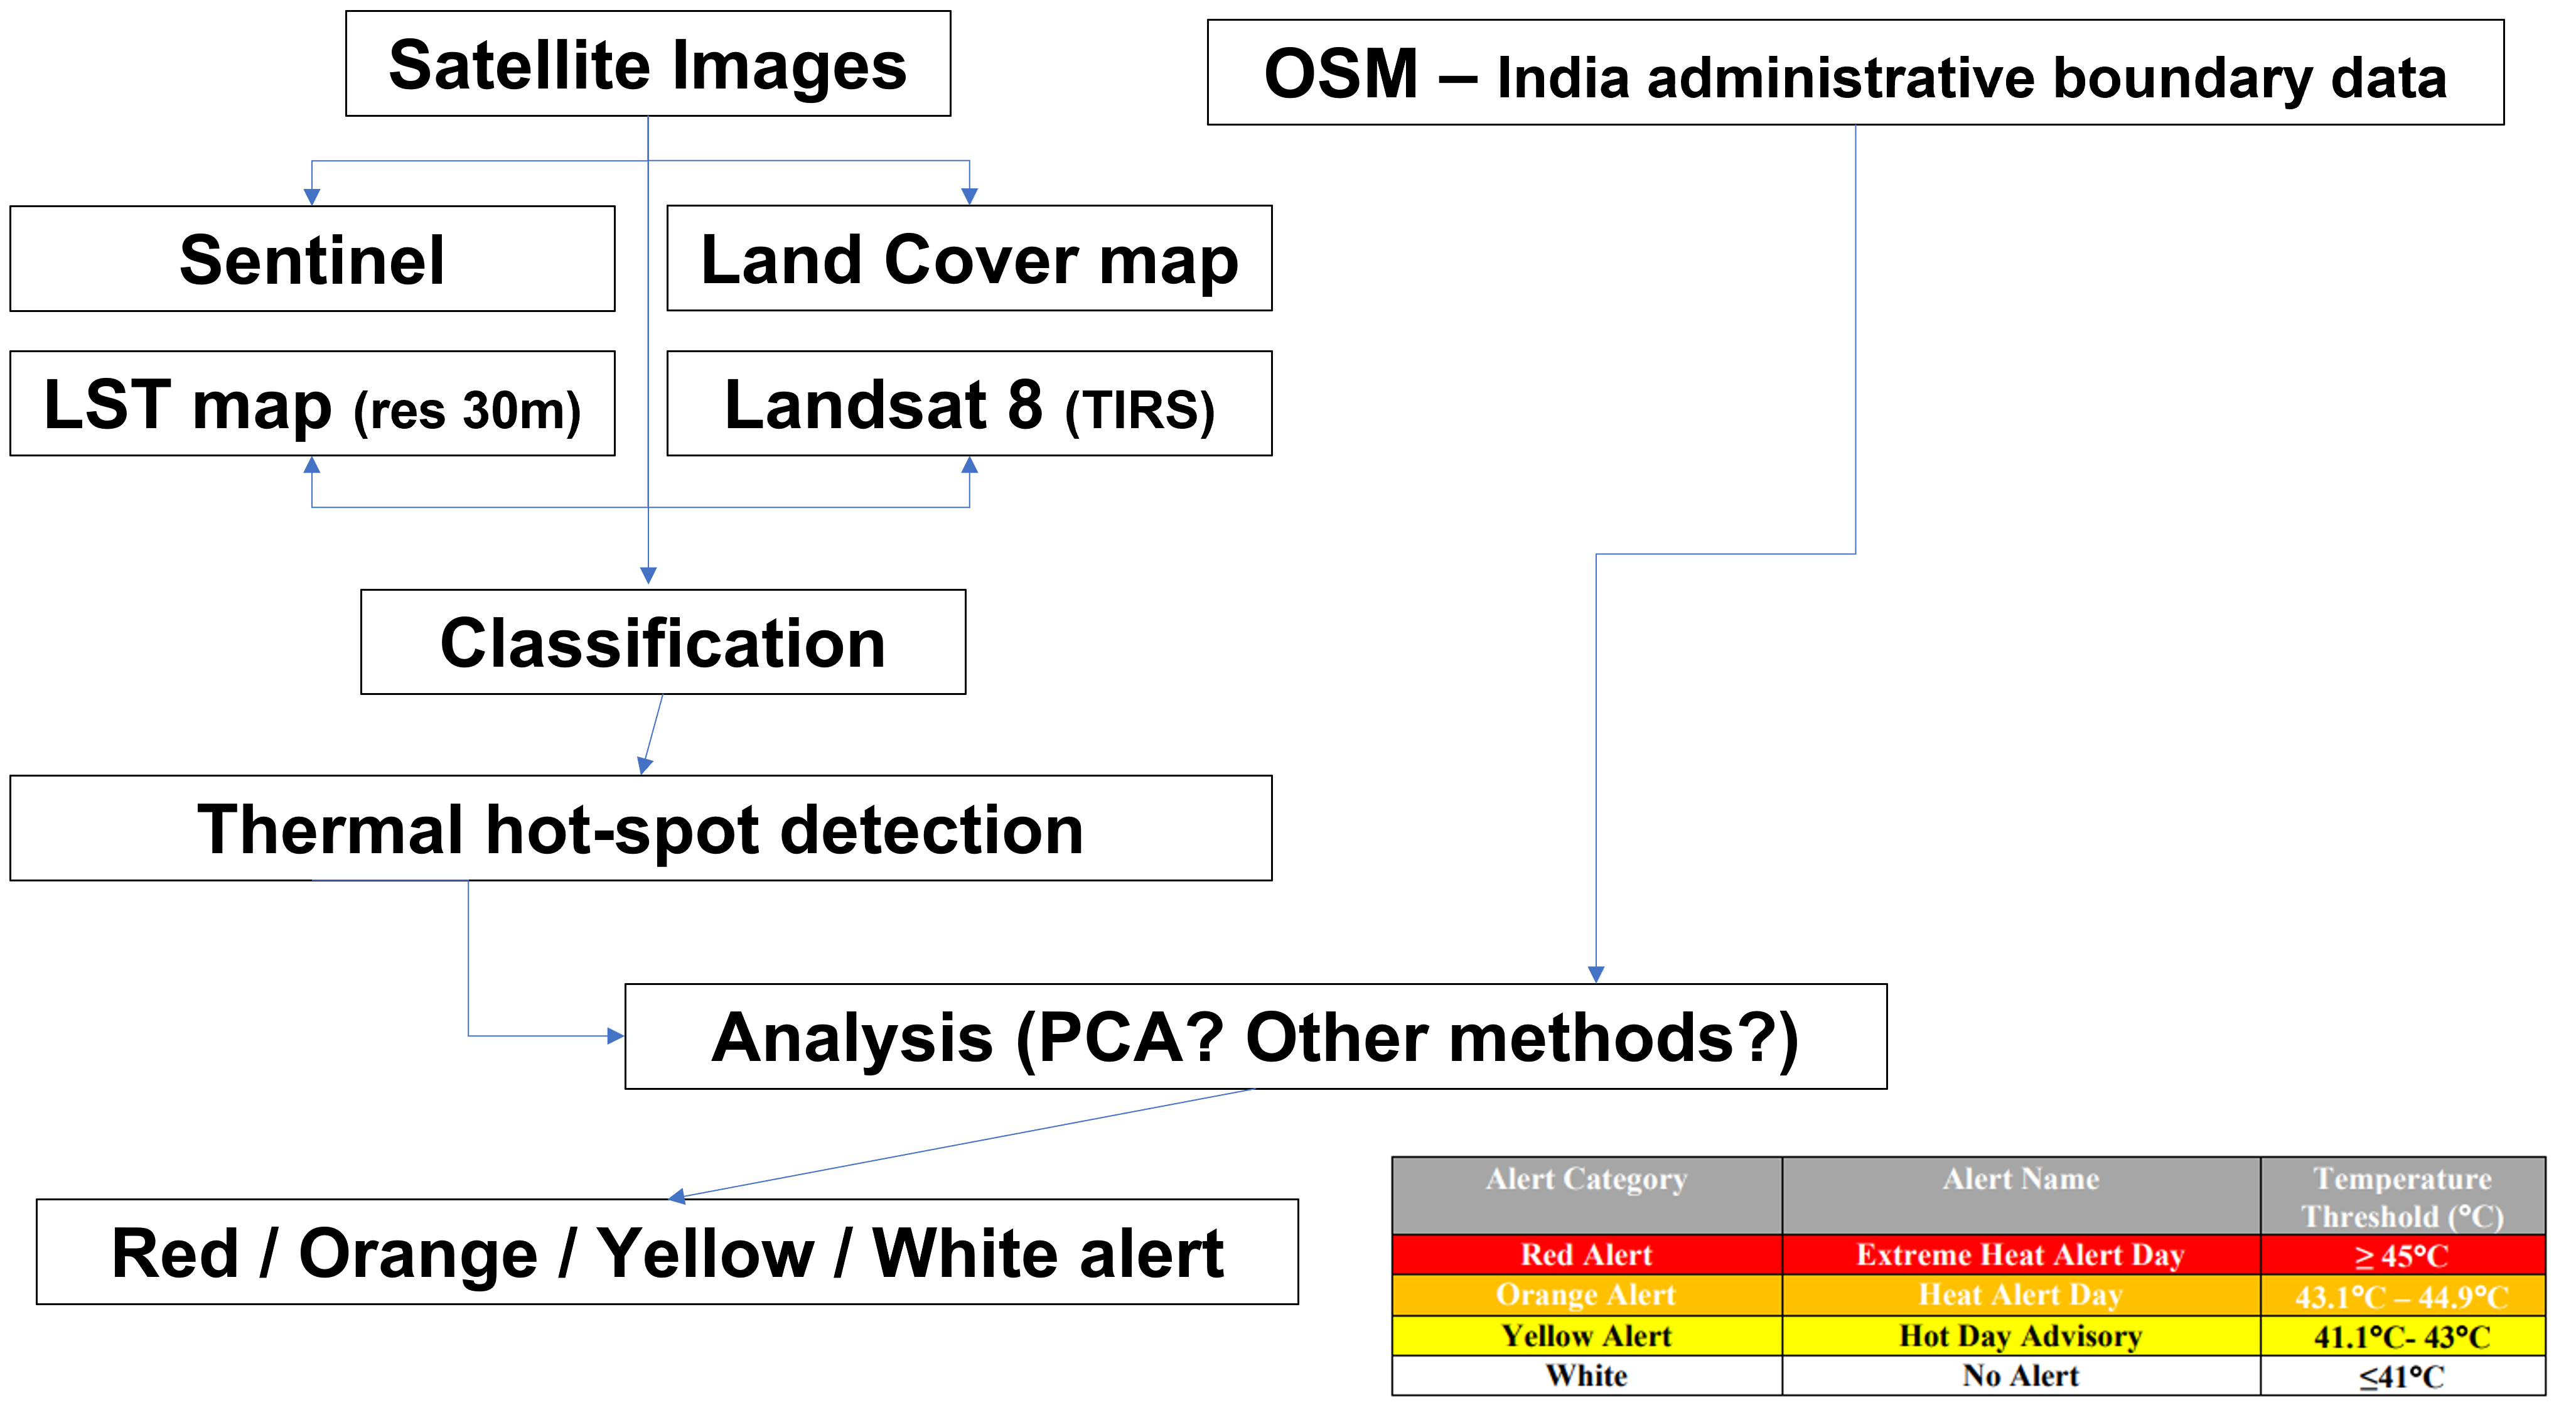 Satellite Images
OSM – India administrative boundary data
Sentinel
Land Cover map
LST map (res 30m)
Landsat 8 (TIRS)
Classification
Thermal hot-spot detection
Analysis (PCA? Other methods?)
Red / Orange / Yellow / White alert
Alert Category Alert Name Temperature
Threshold (°C)
Red Alert Extreme Heat Alert Day ≥ 45°C
Orange Alert Heat Alert Day 43.1°C – 44.9°C
Yellow Alert Hot Day Advisory 41.1°C- 43°C
White No Alert ≤41°C